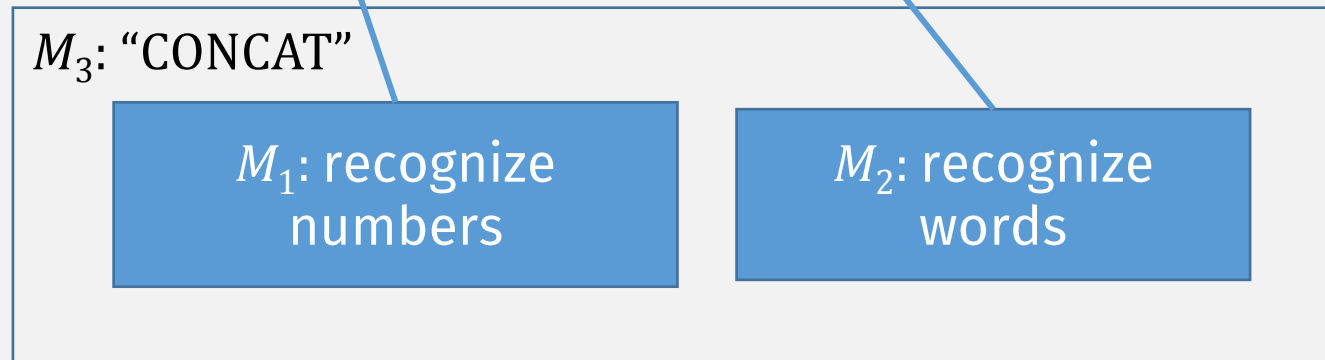 M₃: “CONCAT”
M₁: recognize
numbers
M₂: recognize
words